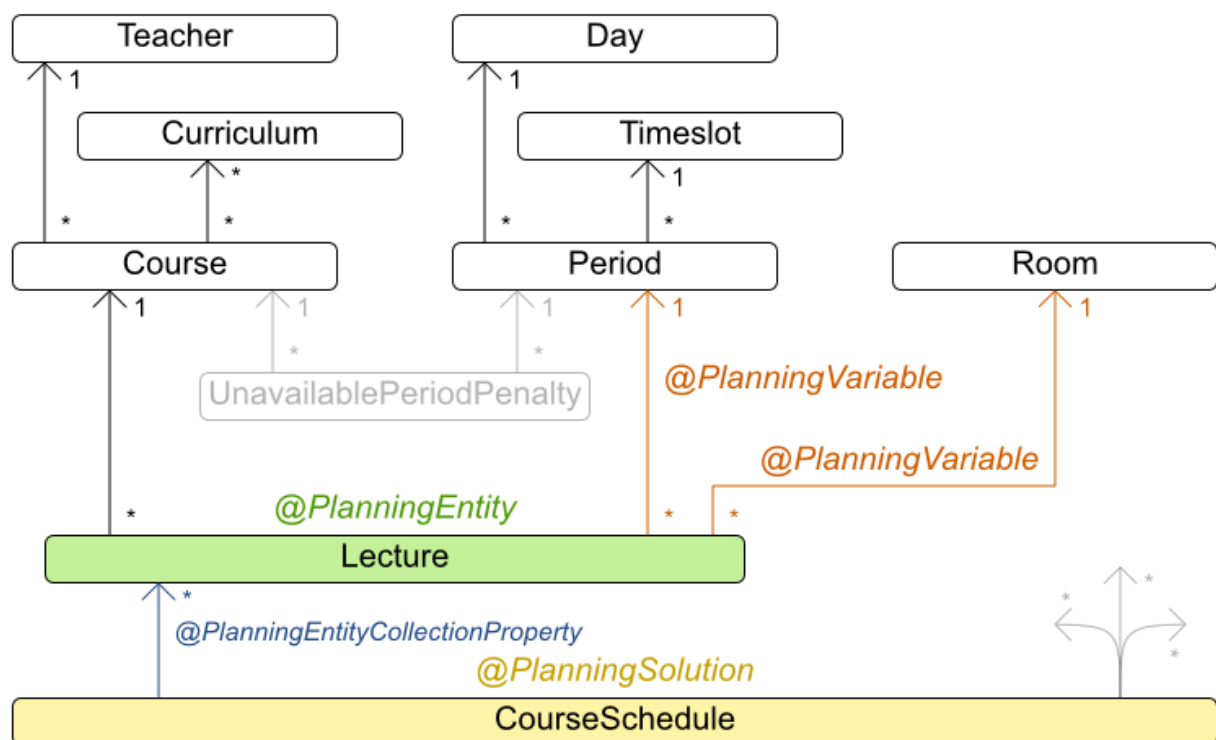 Teacher
Day
1
1
Curriculum
Timeslot
*
1
*
*
*
*
Course
Period
Room
1
1
1
1
1
*
*
@PlanningVariable
UnavailablePeriodPenalty
@PlanningVariable
@PlanningEntity
*
*
*
Lecture
*
*
*
@PlanningEntityCollectionProperty
*
@PlanningSolution
CourseSchedule